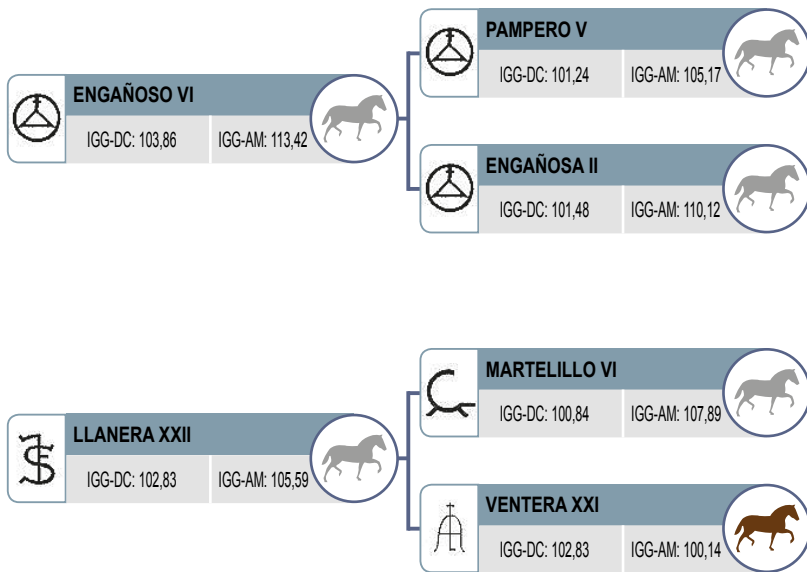 PAMPERO V
IGG-DC: 101,24 IGG-AM: 105,17
ENGAÑOSO VI
IGG-DC: 103,86 IGG-AM: 113,42
ENGAÑOSA II
IGG-DC: 101,48 IGG-AM: 110,12
MARTELILLO VI
IGG-DC: 100,84 IGG-AM: 107,89
LLANERA XXII
IGG-DC: 102,83 IGG-AM: 105,59
VENTERA XXI
IGG-DC: 102,83 IGG-AM: 100,14